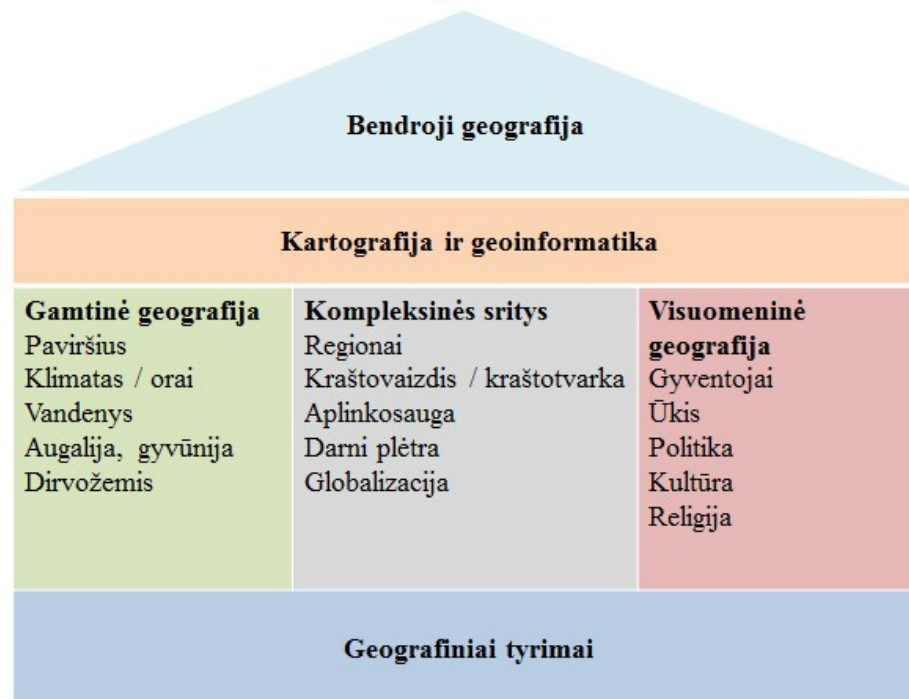 Bendroji geografija
Kartografija ir geoinformatika
Gamtinė geografija
Paviršius
Klimatas / orai
Vandenys
Augalija, gyvūnija
Dirvožemis
Kompleksinės sritys
Regionai
Kraštovaizdis / kraštotvarka
Aplinkosauga
Darni plėtra
Globalizacija
Visuomeninė
geografija
Gyventojai
Ūkis
Politika
Kultūra
Religija
Geografiniai tyrimai